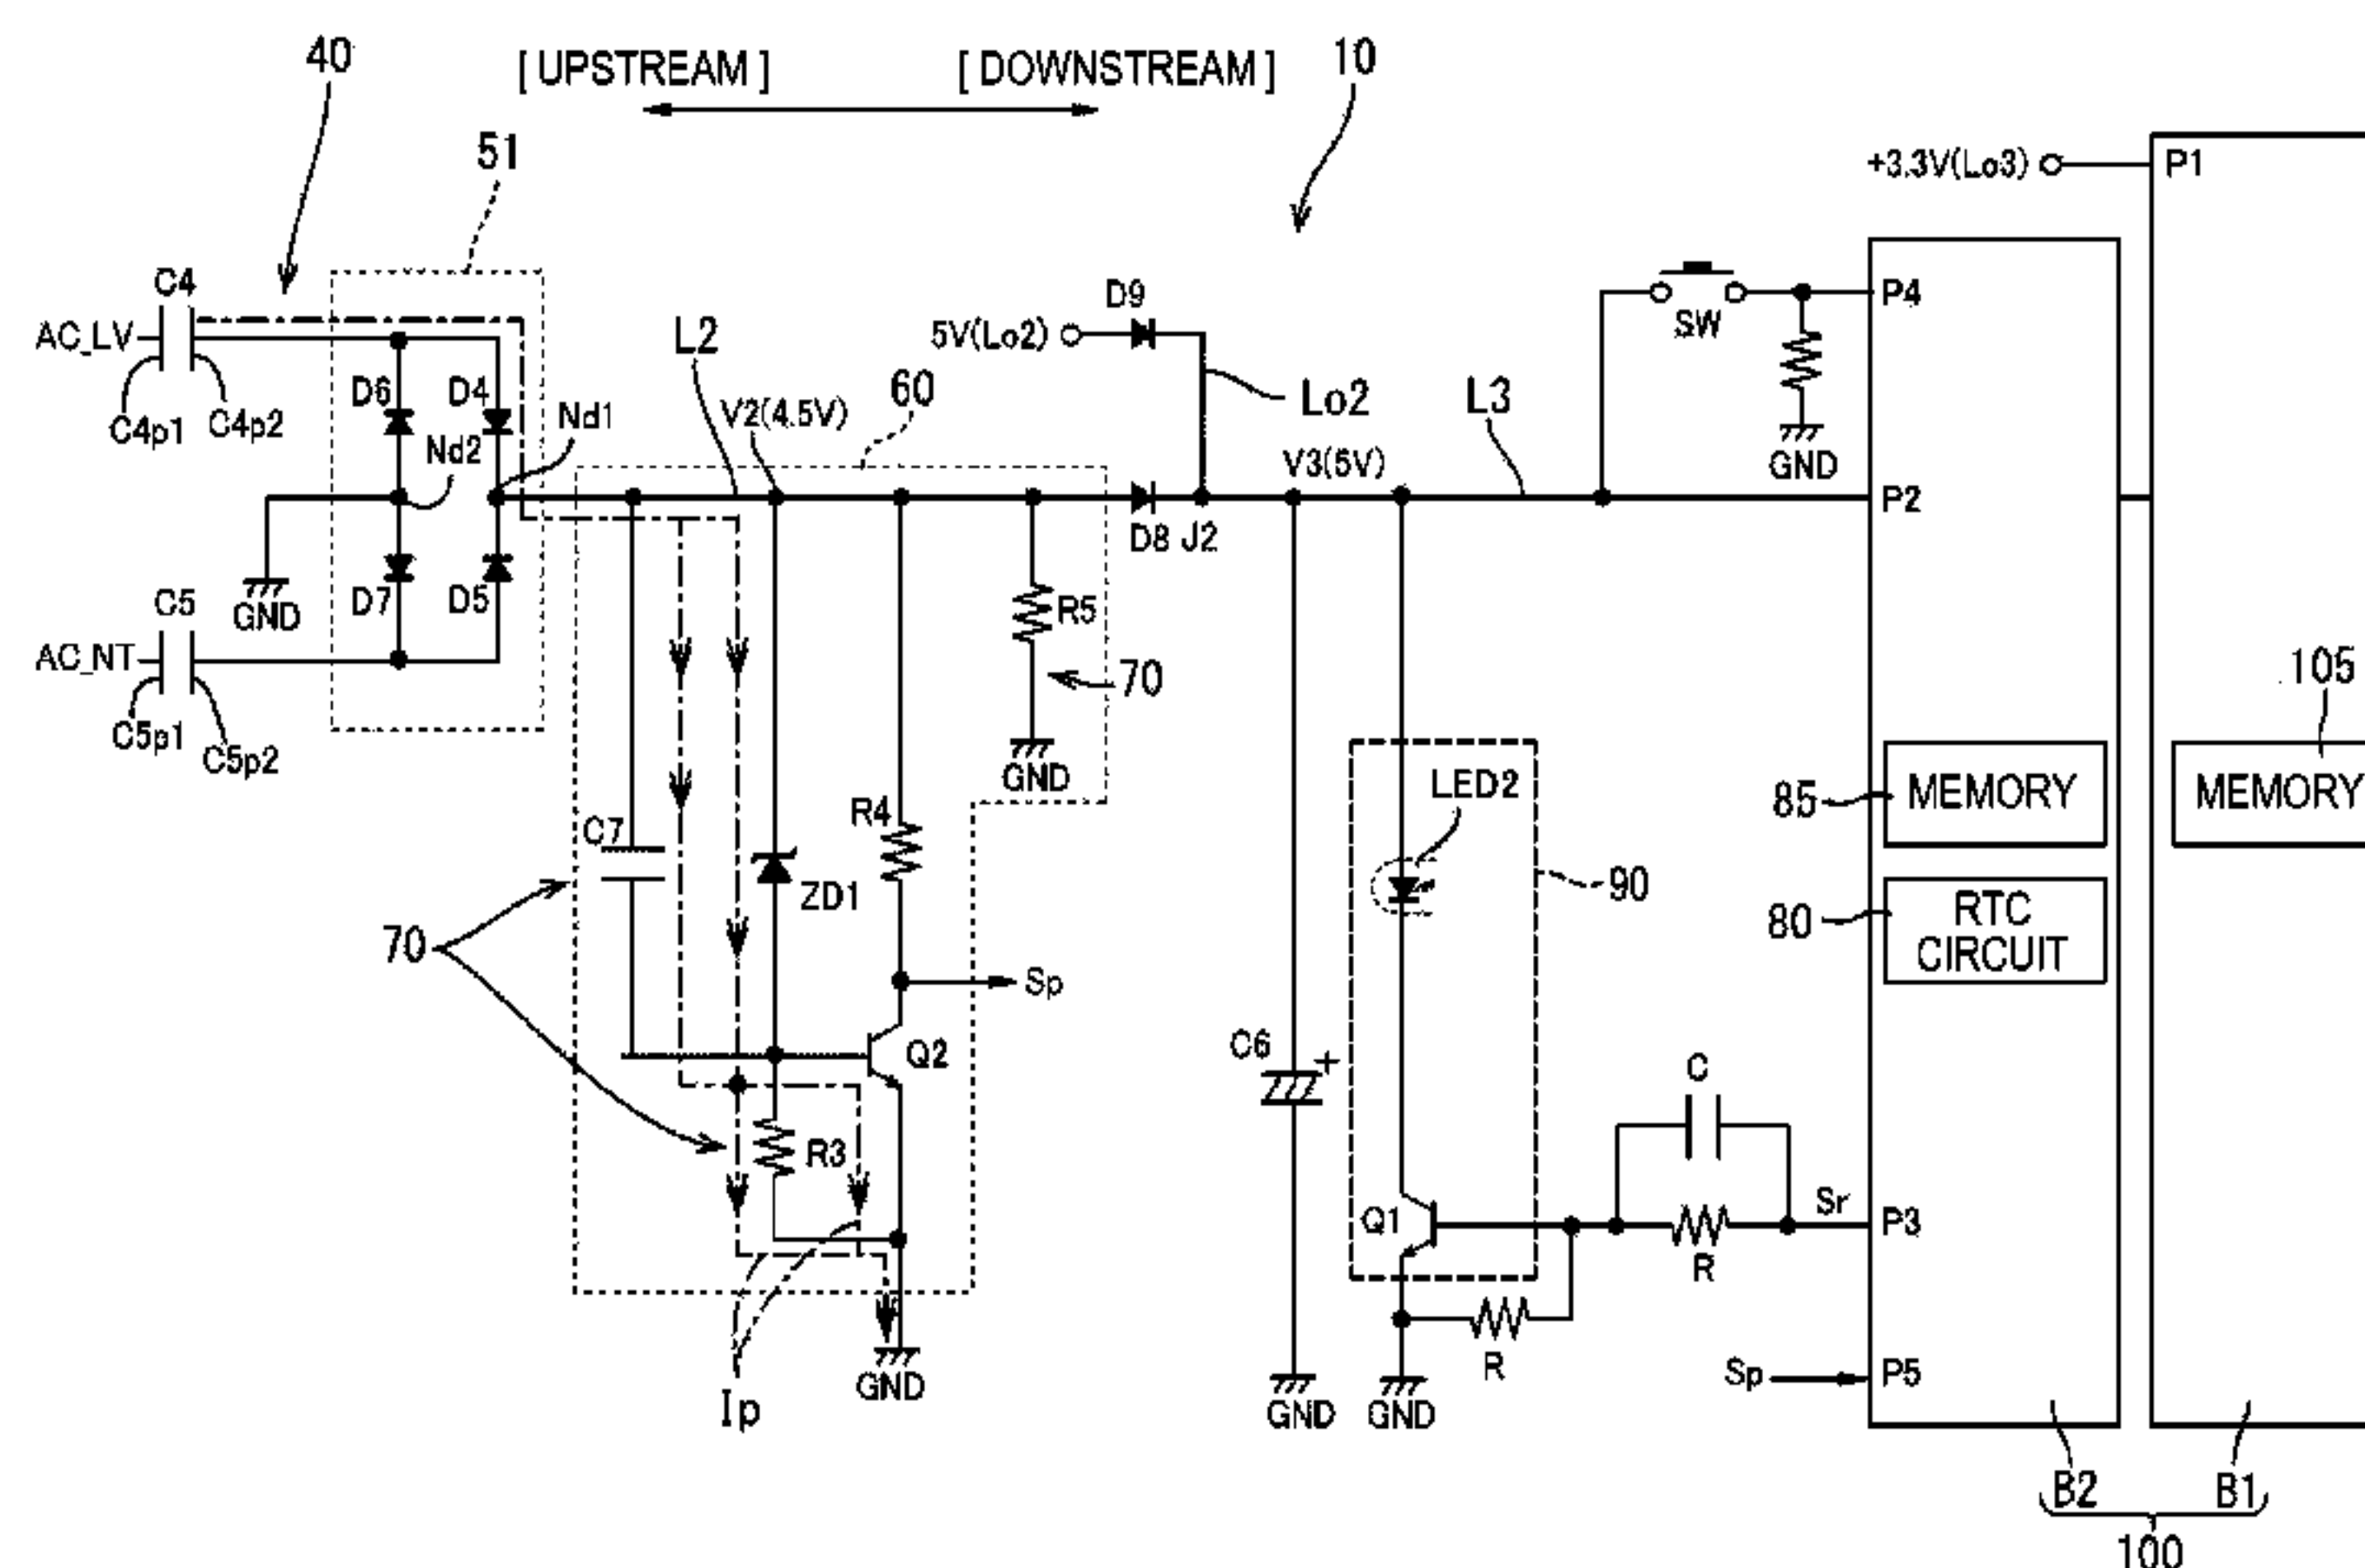 40
[ UPSTREAM ]
[ DOWNSTREAM ]
10
51
+3.3V(Lo3)
P1
C4
D9
P4
AC_LV
5V(Lo2)
SW
L2
D6
D4
60
Lo2
L3
C4p1
C4p2
Nd1
V2(4.5V)
Nd2
V3(5V)
GND
P2
D8
J2
C5
GND
D7
D5
R5
AC_NT
70
105
C5p1
C5p2
GND
LED2
85
MEMORY
MEMORY
C7
R4
ZD1
90
80
RTC
CIRCUIT
70
Sp
Q2
C6
+
C
R3
Q1
Sr
P3
R
R
Sp
P5
Ip
GND
GND
GND
B2
B1
100